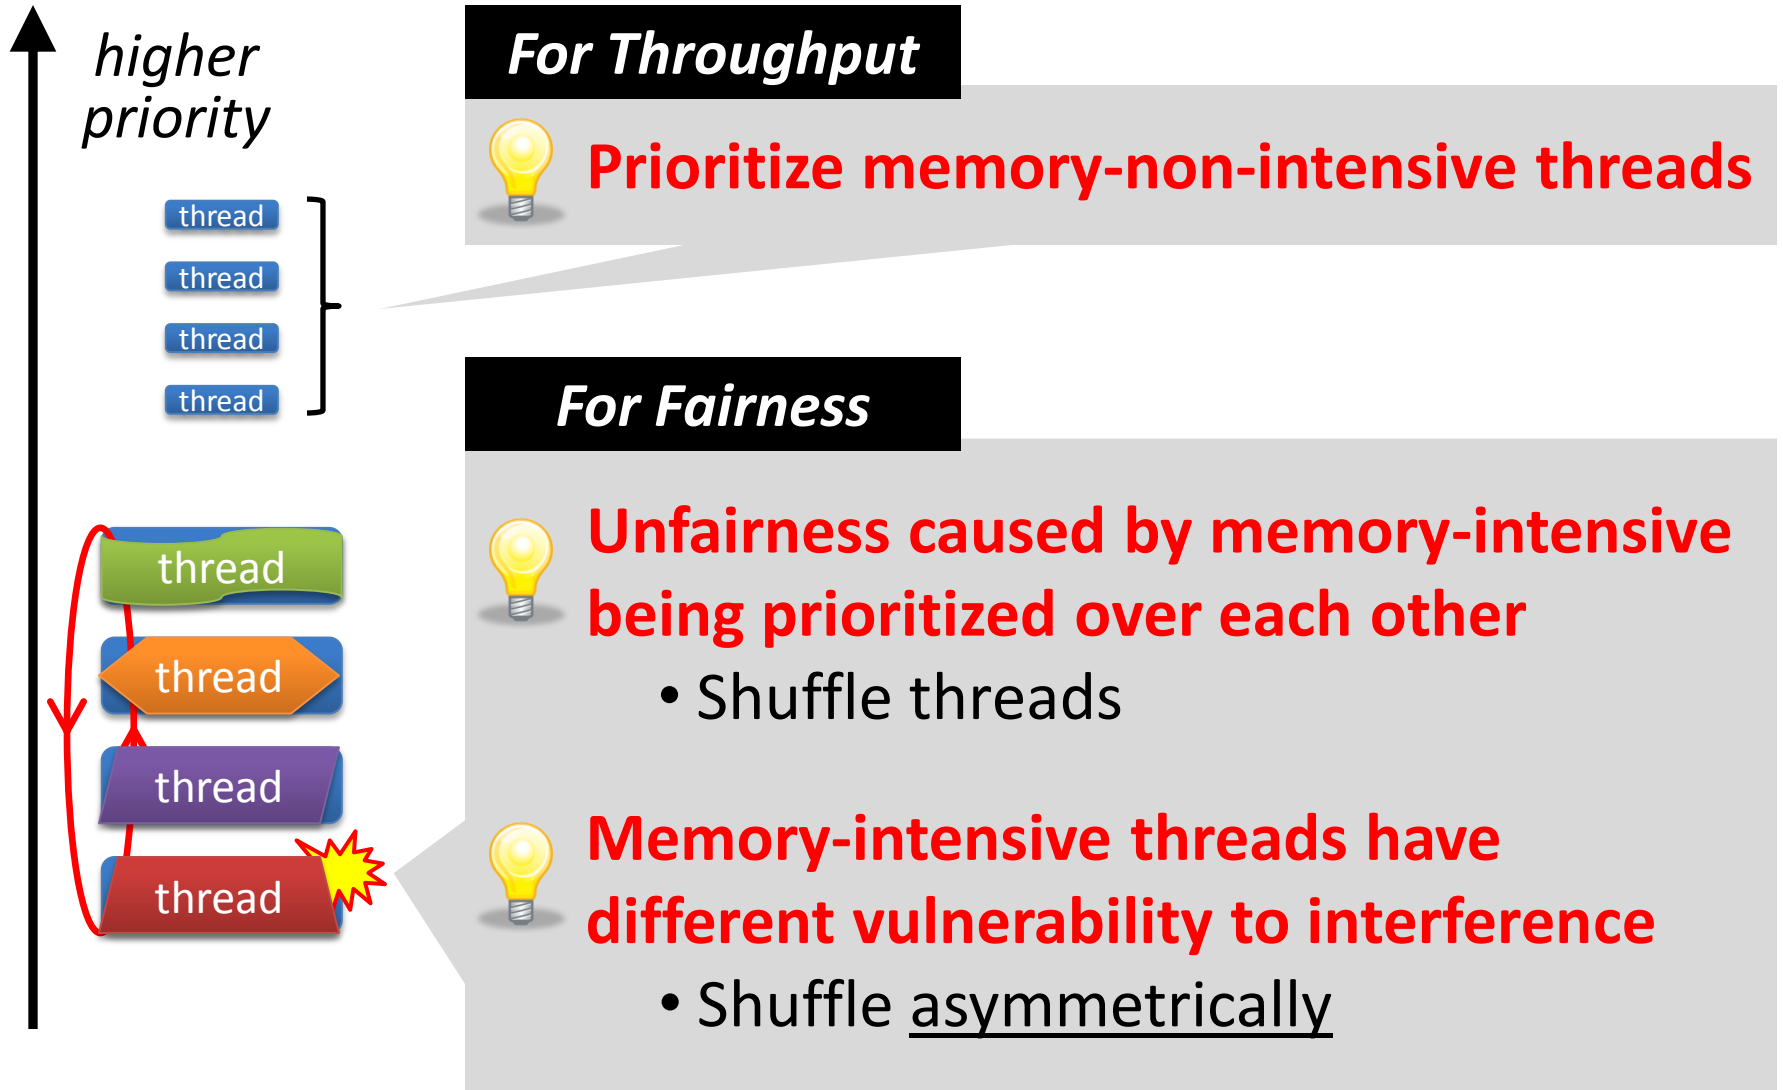 higher
priority
thread
thread
thread
thread
thread
thread
thread
thread
For Throughput
Prioritize memory-non-intensive threads
For Fairness
Unfairness caused by memory-intensive
being prioritized over each other
• Shuffle threads
Memory-intensive threads have
different vulnerability to interference
• Shuffle asymmetrically